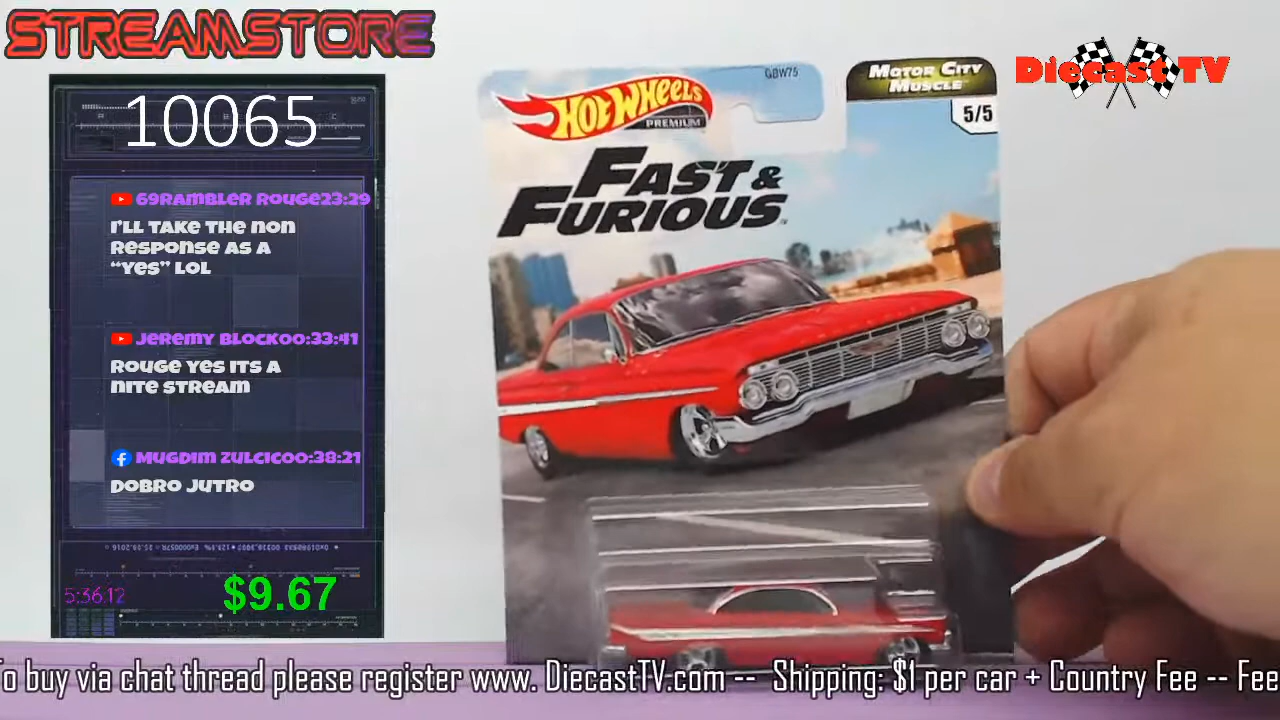 STREAMSTORE
10065
69RAMBLER ROUGE23:29
I'LL TAKE THE NON
RESPONSE AS A
"YES" LOL
JEREMY BLOCK00:33:41
ROUGE YES ITS A
NITE STREAM
MUGDIM ZULCIC00:38:21
DOBRO JUTRO
5:36.12
$9.67
HOT WHEELS
PREMIUM
GBW75
MOTOR CITY
MUSCLE
5/5
FAST &
FURIOUS
Diecast TV
To buy via chat thread please register www. DiecastTV.com -- Shipping: $1 per car + Country Fee -- Fee